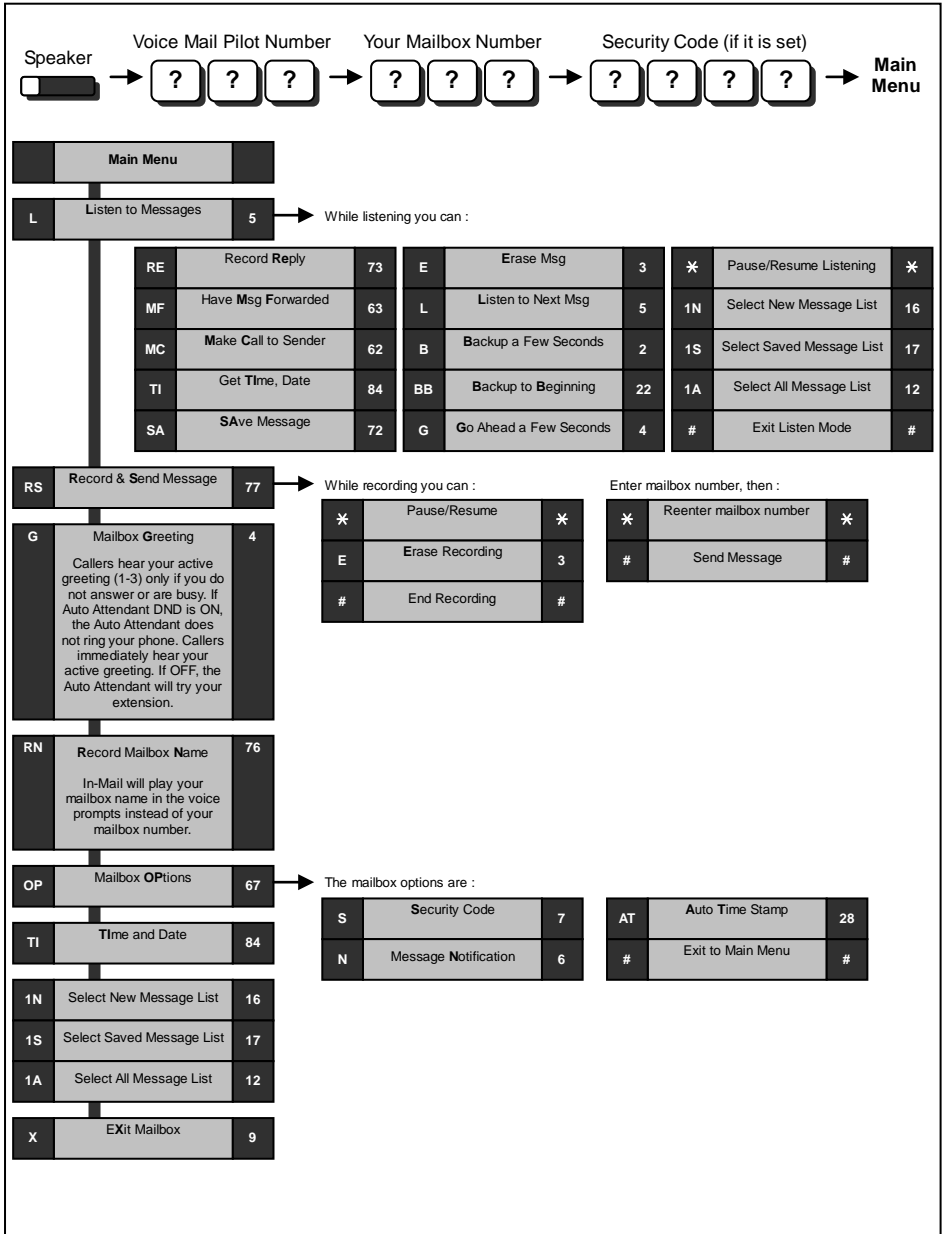 Speaker
Voice Mail Pilot Number
Your Mailbox Number
Security Code (if it is set)
? ? ?
? ? ?
? ? ? ?
Main
Menu
Main Menu
L Listen to Messages 5
While listening you can :
RE Record Reply 73
MF Have Msg Forwarded 63
MC Make Call to Sender 62
TI Get TIme, Date 84
SA SAve Message 72
E Erase Msg 3
L Listen to Next Msg 5
B Backup a Few Seconds 2
BB Backup to Beginning 22
G Go Ahead a Few Seconds 4
* Pause/Resume Listening *
1N Select New Message List 16
1S Select Saved Message List 17
1A Select All Message List 12
# Exit Listen Mode #
RS Record & Send Message 77
While recording you can :
* Pause/Resume *
E Erase Recording 3
# End Recording #
Enter mailbox number, then :
* Reenter mailbox number *
# Send Message #
G Mailbox Greeting 4
Callers hear your active
greeting (1-3) only if you do
not answer or are busy. If
Auto Attendant DND is ON,
the Auto Attendant does
not ring your phone. Callers
immediately hear your
active greeting. If OFF, the
Auto Attendant will try your
extension.
RN Record Mailbox Name 76
In-Mail will play your
mailbox name in the voice
prompts instead of your
mailbox number.
OP Mailbox OPtions 67
The mailbox options are :
S Security Code 7
N Message Notification 6
AT Auto Time Stamp 28
# Exit to Main Menu #
TI TIme and Date 84
1N Select New Message List 16
1S Select Saved Message List 17
1A Select All Message List 12
X EXit Mailbox 9